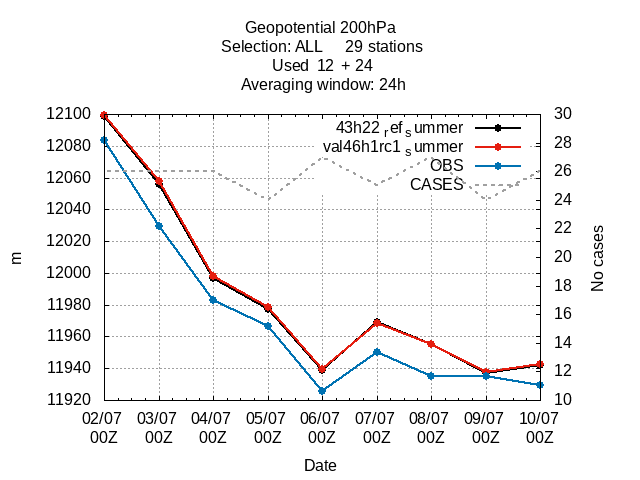 Geopotential 200hPa
Selection: ALL     29 stations
Used  12  + 24
Averaging window: 24h
43h22_ref_summer
val46h1rc1_summer
OBS
CASES
12100
12080
12060
12040
12020
12000
11980
11960
11940
11920
30
28
26
24
22
20
18
16
14
12
10
m
No cases
02/07 03/07 04/07 05/07 06/07 07/07 08/07 09/07 10/07
00Z 00Z 00Z 00Z 00Z 00Z 00Z 00Z 00Z
Date